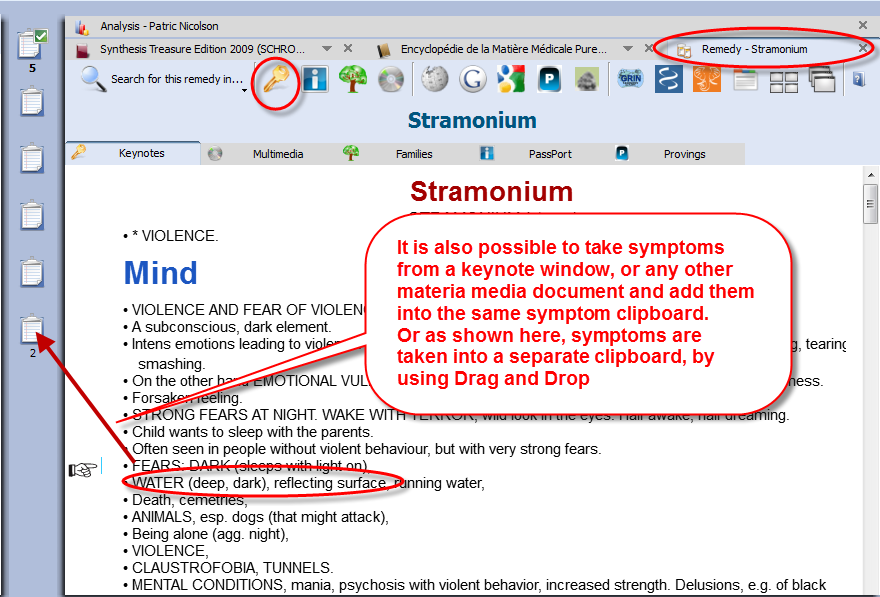 Analysis - Patric Nicolson
Synthesis Treasure Edition 2009 (SCHRO...
Encyclopédie de la Matière Médicale Pure...
Remedy - Stramonium
5
Search for this remedy in...
G
P
GRIN
Stramonium
Keynotes
Multimedia
Families
PassPort
P
Provings
Stramonium
• * VIOLENCE.
It is also possible to take symptoms
from a keynote window, or any other
materia media document and add them
into the same symptom clipboard.
Or as shown here, symptoms are
taken into a separate clipboard, by
using Drag and Drop
Mind
• VIOLENCE AND FEAR OF VIOLEN
• A subconscious, dark element.
• Intens emotions leading to viole
g, tearing
smashing.
• On the other hand EMOTIONAL VUL
ness.
• Forsaken feeling.
• STRONG FEARS AT NIGHT. WAKE WITH TERROR, wild look in the eyes. Half awake, half dreaming.
• Child wants to sleep with the parents.
• Often seen in people without violent behaviour, but with very strong fears.
• FEARS: DARK (sleeps with light on),
• WATER (deep, dark), reflecting surface, running water,
• Death, cemetries,
• ANIMALS, esp. dogs (that might attack),
• Being alone (agg. night),
• VIOLENCE,
• CLAUSTROFOBIA, TUNNELS.
• MENTAL CONDITIONS, mania, psychosis with violent behavior, increased strength. Delusions, e.g. of black
2